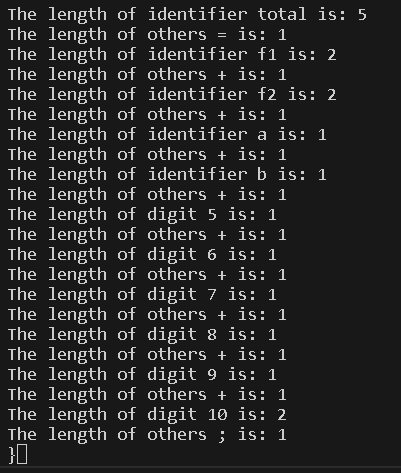 The length of identifier total is: 5
The length of others = is: 1
The length of identifier f1 is: 2
The length of others + is: 1
The length of identifier f2 is: 2
The length of others + is: 1
The length of identifier a is: 1
The length of others + is: 1
The length of identifier b is: 1
The length of others + is: 1
The length of digit 5 is: 1
The length of others + is: 1
The length of digit 6 is: 1
The length of others + is: 1
The length of digit 7 is: 1
The length of others + is: 1
The length of digit 8 is: 1
The length of others + is: 1
The length of digit 9 is: 1
The length of others + is: 1
The length of digit 10 is: 2
The length of others ; is: 1
}